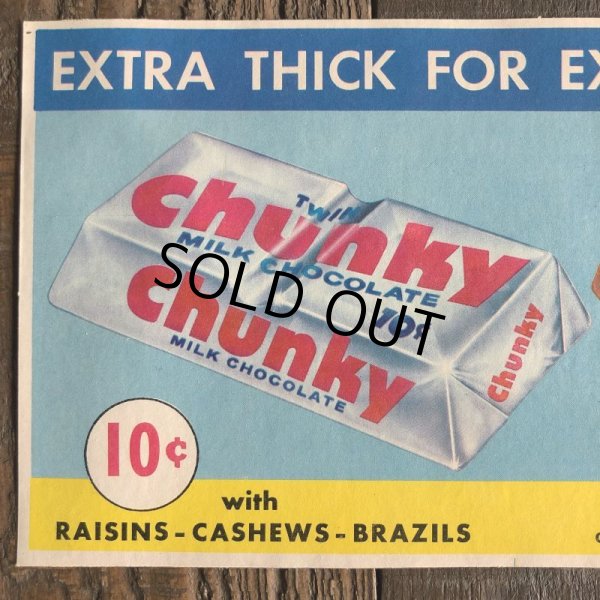 EXTRA THICK FOR EX
TWIN
chunky
MILK CHOCOLATE
10¢
chunky
MILK CHOCOLATE
chunky
SOLD OUT
10¢
with
RAISINS - CASHEWS - BRAZILS